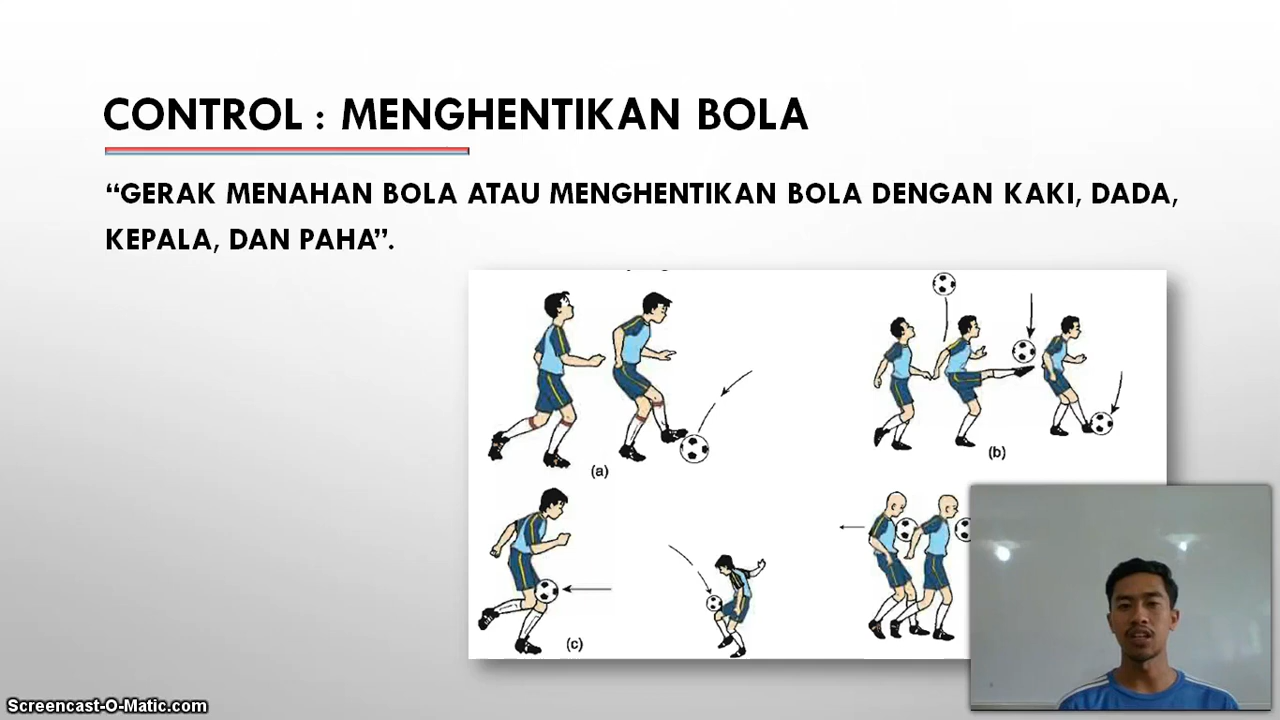 CONTROL : MENGHENTIKAN BOLA
“GERAK MENAHAN BOLA ATAU MENGHENTIKAN BOLA DENGAN KAKI, DADA,
KEPALA, DAN PAHA”.
(a)
(b)
(c)
Screencast-O-Matic.com